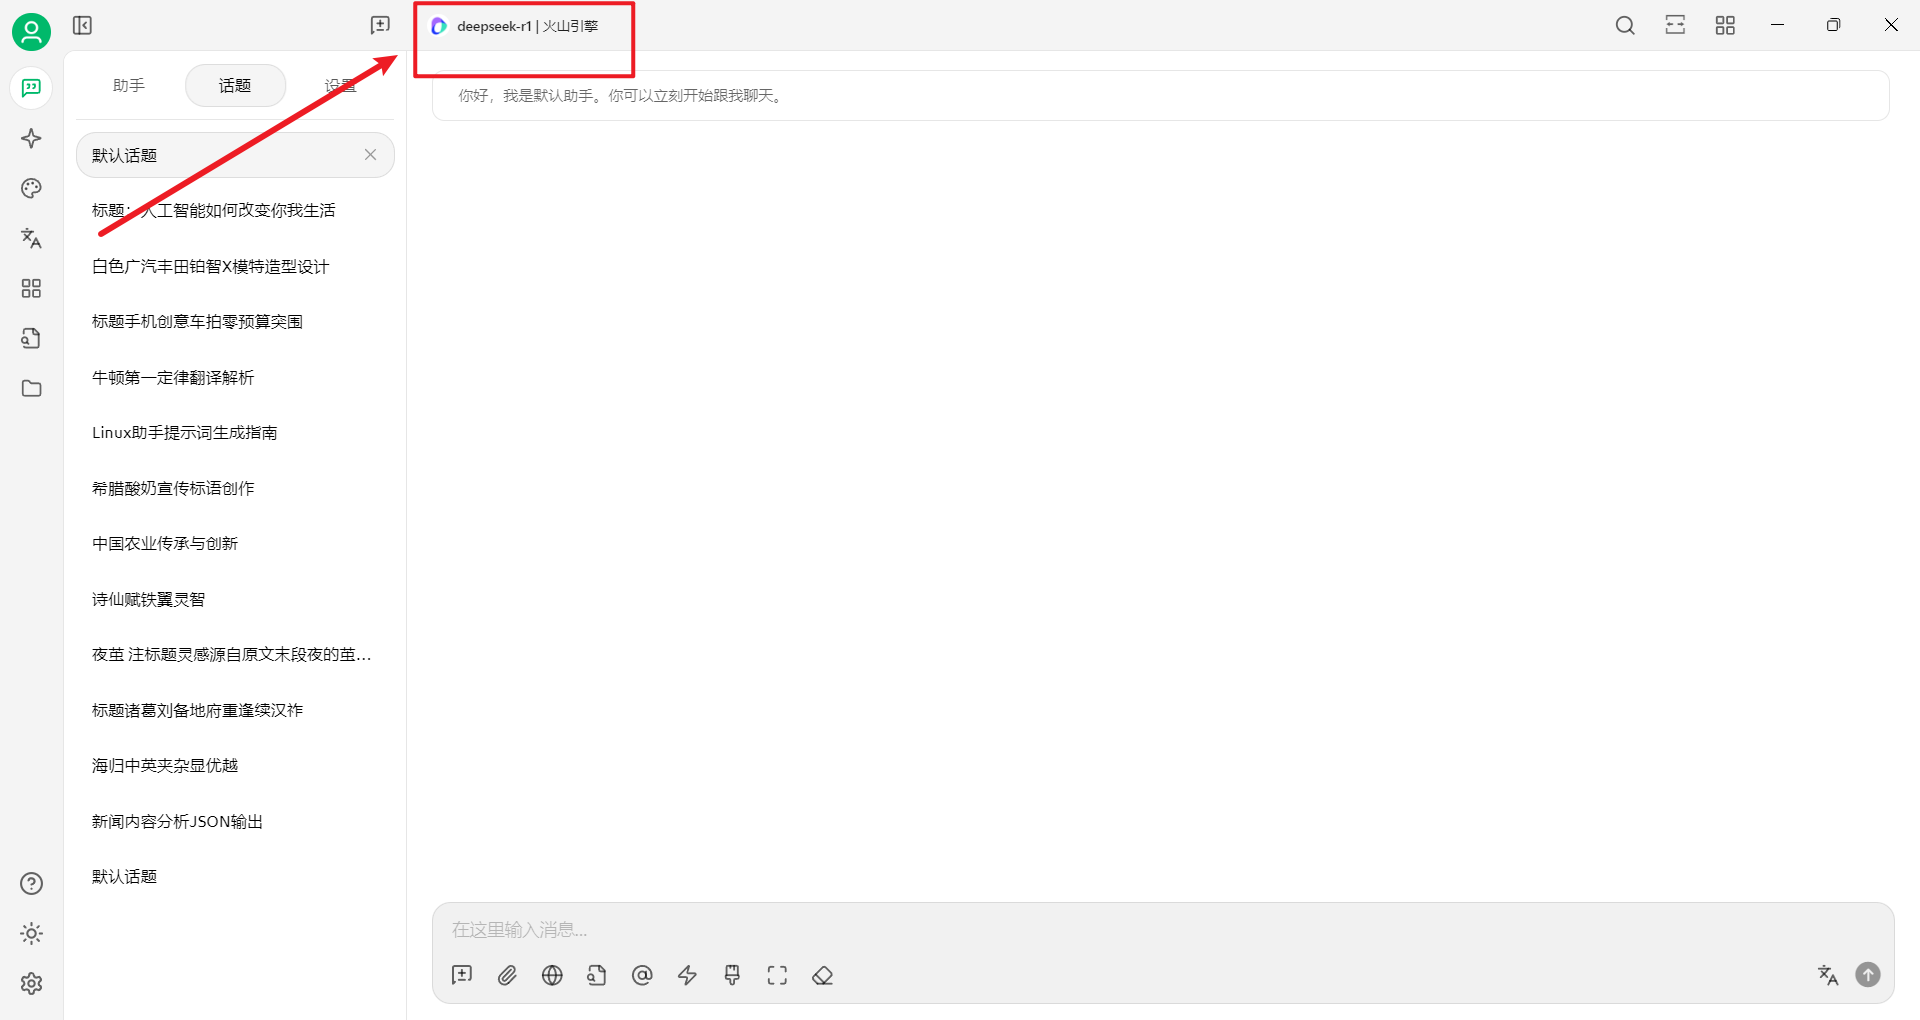 deepseek-r1 | 火山引擎
助手
话题
设置
你好，我是默认助手。你可以立刻开始跟我聊天。
默认话题
标题：人工智能如何改变你我生活
白色广汽丰田铂智X模特造型设计
标题手机创意车拍零预算突围
牛顿第一定律翻译解析
Linux助手提示词生成指南
希腊酸奶宣传标语创作
中国农业传承与创新
诗仙赋铁翼灵智
夜茧 注标题灵感源自原文末段夜的茧...
标题诸葛刘备地府重逢续汉祚
海归中英夹杂显优越
新闻内容分析JSON输出
默认话题
在这里输入消息...